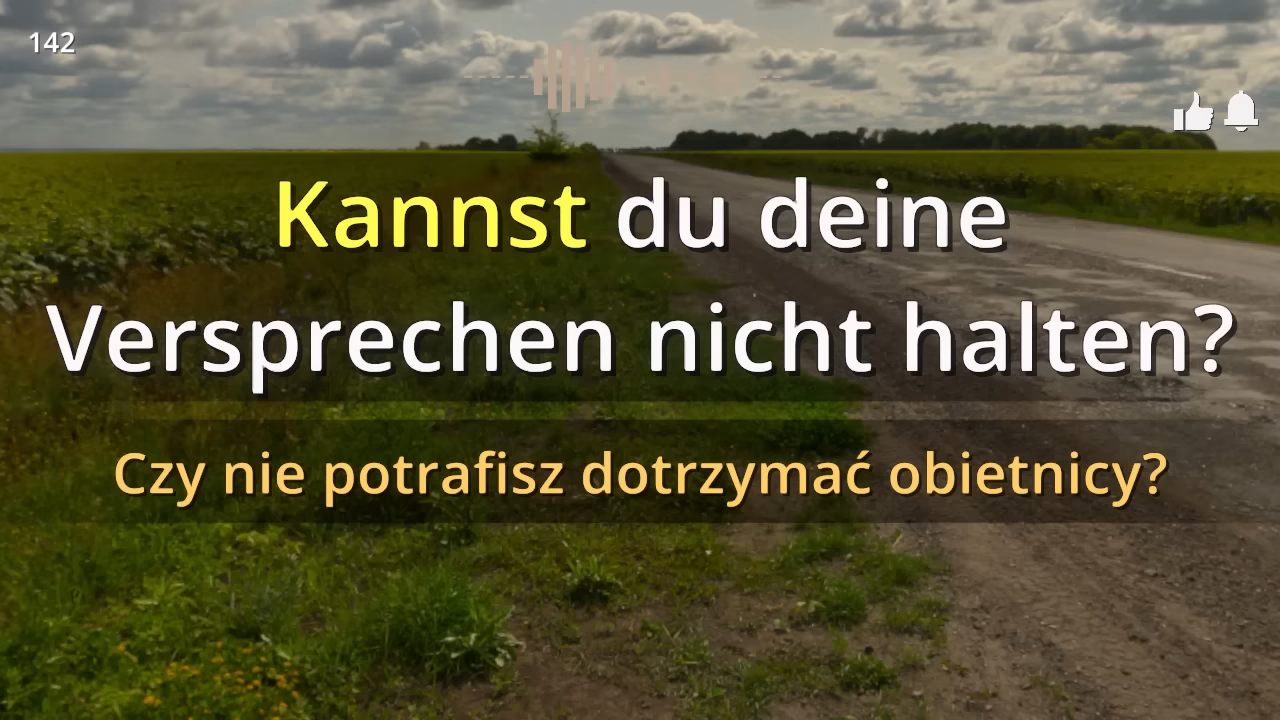 142
Kannst du deine
Versprechen nicht halten?
Czy nie potrafisz dotrzymać obietnicy?